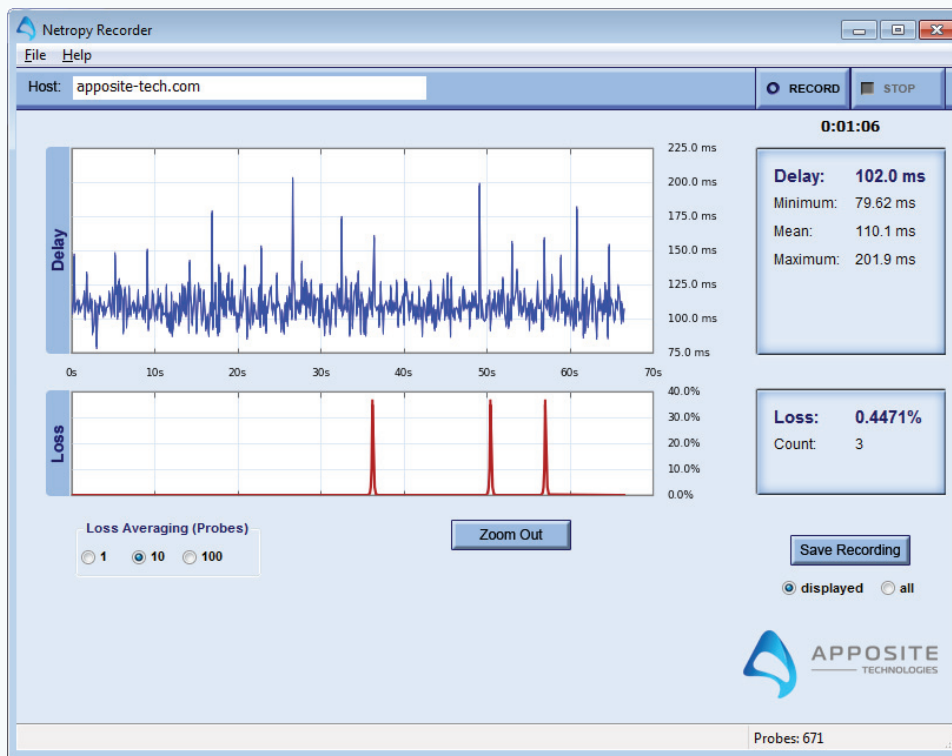 Netropy Recorder
File Help
Host: apposite-tech.com
RECORD STOP
0:01:06
Delay
225.0 ms
200.0 ms
175.0 ms
150.0 ms
125.0 ms
100.0 ms
75.0 ms
0s 10s 20s 30s 40s 50s 60s 70s
Delay: 102.0 ms
Minimum: 79.62 ms
Mean: 110.1 ms
Maximum: 201.9 ms
Loss
40.0%
30.0%
20.0%
10.0%
0.0%
Loss: 0.4471%
Count: 3
Loss Averaging (Probes)
1 10 100
Zoom Out
Save Recording
displayed all
APPOSITE
TECHNOLOGIES
Probes: 671